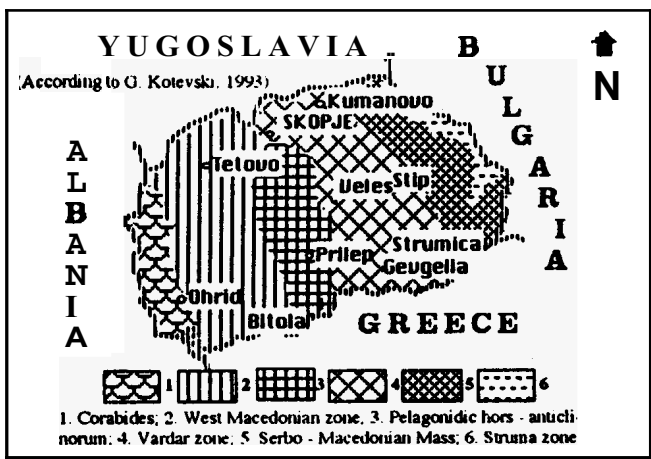 YUGOSLAVIA
BULGARIA
N
(According to G. Kotevski, 1993)
Kumanovo
SKOPJE
ALBANIA
Tetovo
Veles
Stip
Strumica
Prilep
Gevgelia
Ohrid
Bitola
GREECE
1 2 3 4 5 6
1. Corabides; 2. West Macedonian zone, 3. Pelagonidic hors - anticli-
norum; 4. Vardar zone; 5 Serbo - Macedonian Mass; 6. Struma zone